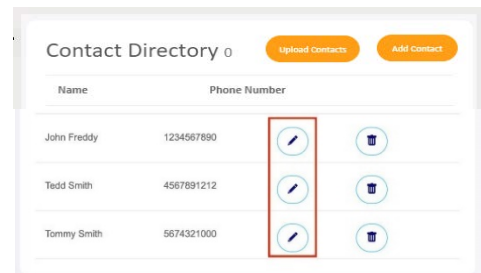 Contact Directory 0 Upload Contacts Add Contact
Name Phone Number
John Freddy 1234567890
Tedd Smith 4567891212
Tommy Smith 5674321000